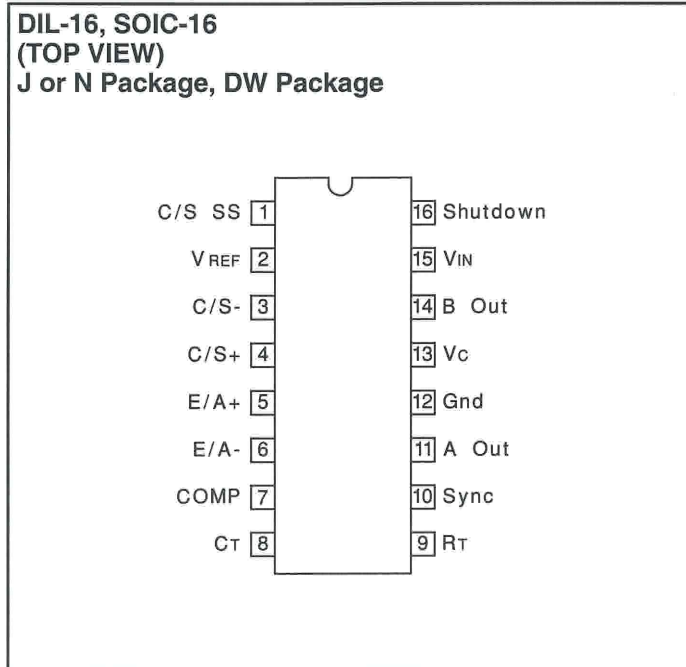 DIL-16, SOIC-16
(TOP VIEW)
J or N Package, DW Package
C/S SS 1 16 Shutdown
VREF 2 15 VIN
C/S- 3 14 B Out
C/S+ 4 13 VC
E/A+ 5 12 Gnd
E/A- 6 11 A Out
COMP 7 10 Sync
CT 8 9 RT